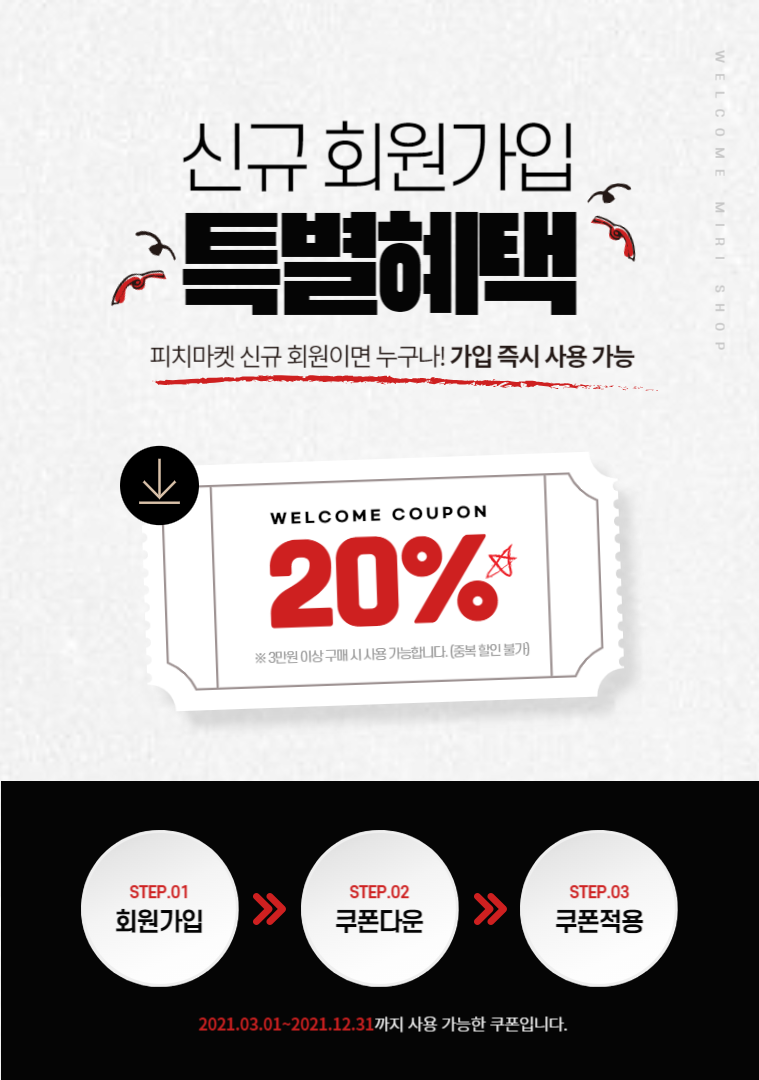 WELCOME MIRI SHOP
신규 회원가입
특별혜택
피치마켓 신규 회원이면 누구나! 가입 즉시 사용 가능
WELCOME COUPON
20%
※ 3만원 이상 구매 시 사용 가능합니다. (중복 할인 불가)
STEP.01
회원가입
STEP.02
쿠폰다운
STEP.03
쿠폰적용
2021.03.01~2021.12.31까지 사용 가능한 쿠폰입니다.